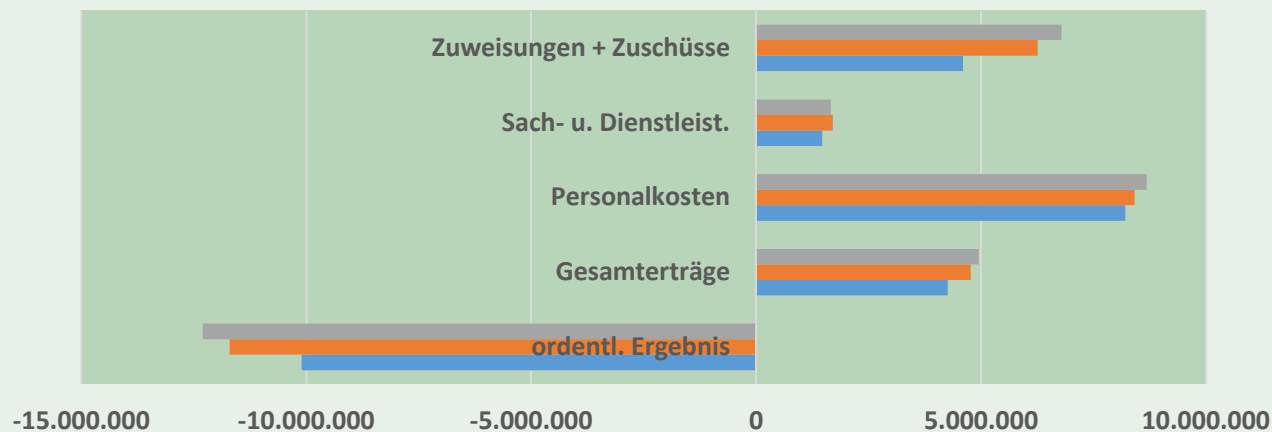 Zuweisungen + Zuschüsse
Sach- u. Dienstleist.
Personalkosten
Gesamterträge
ordentl. Ergebnis
-15.000.000 -10.000.000 -5.000.000 0 5.000.000 10.000.000